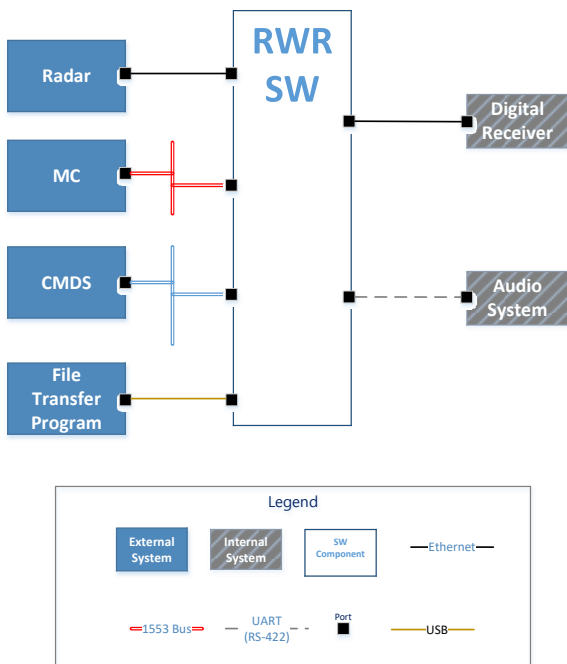 RWR
SW
Radar
MC
CMDS
File
Transfer
Program
Digital
Receiver
Audio
System
Legend
External
System
Internal
System
SW
Component
Ethernet
1553 Bus
UART
(RS-422)
Port
USB